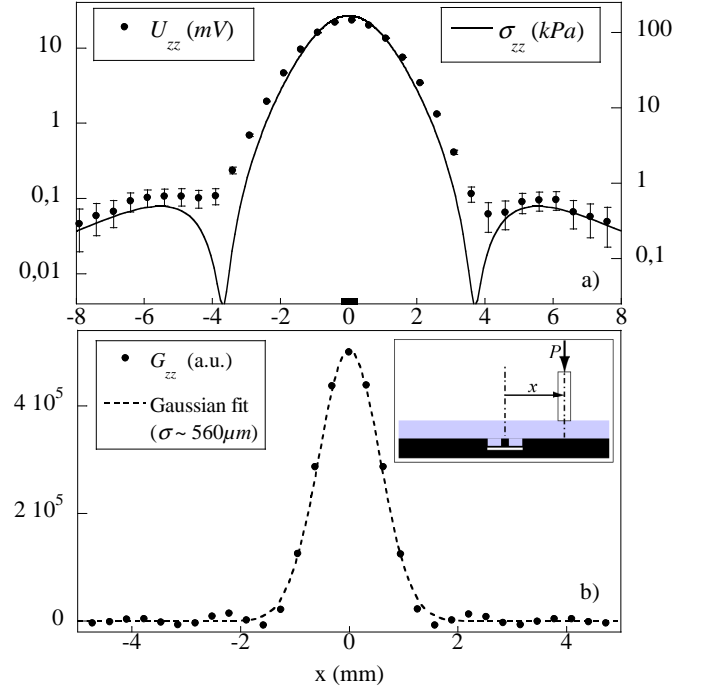 U_zz (mV)
σ_zz (kPa)
10
1
0,1
0,01
100
10
1
0,1
a)
-8 -6 -4 -2 0 2 4 6 8
G_zz (a.u.)
Gaussian fit
(σ ~ 560μm)
P
x
4 10^5
2 10^5
0
b)
-4 -2 0 2 4
x (mm)